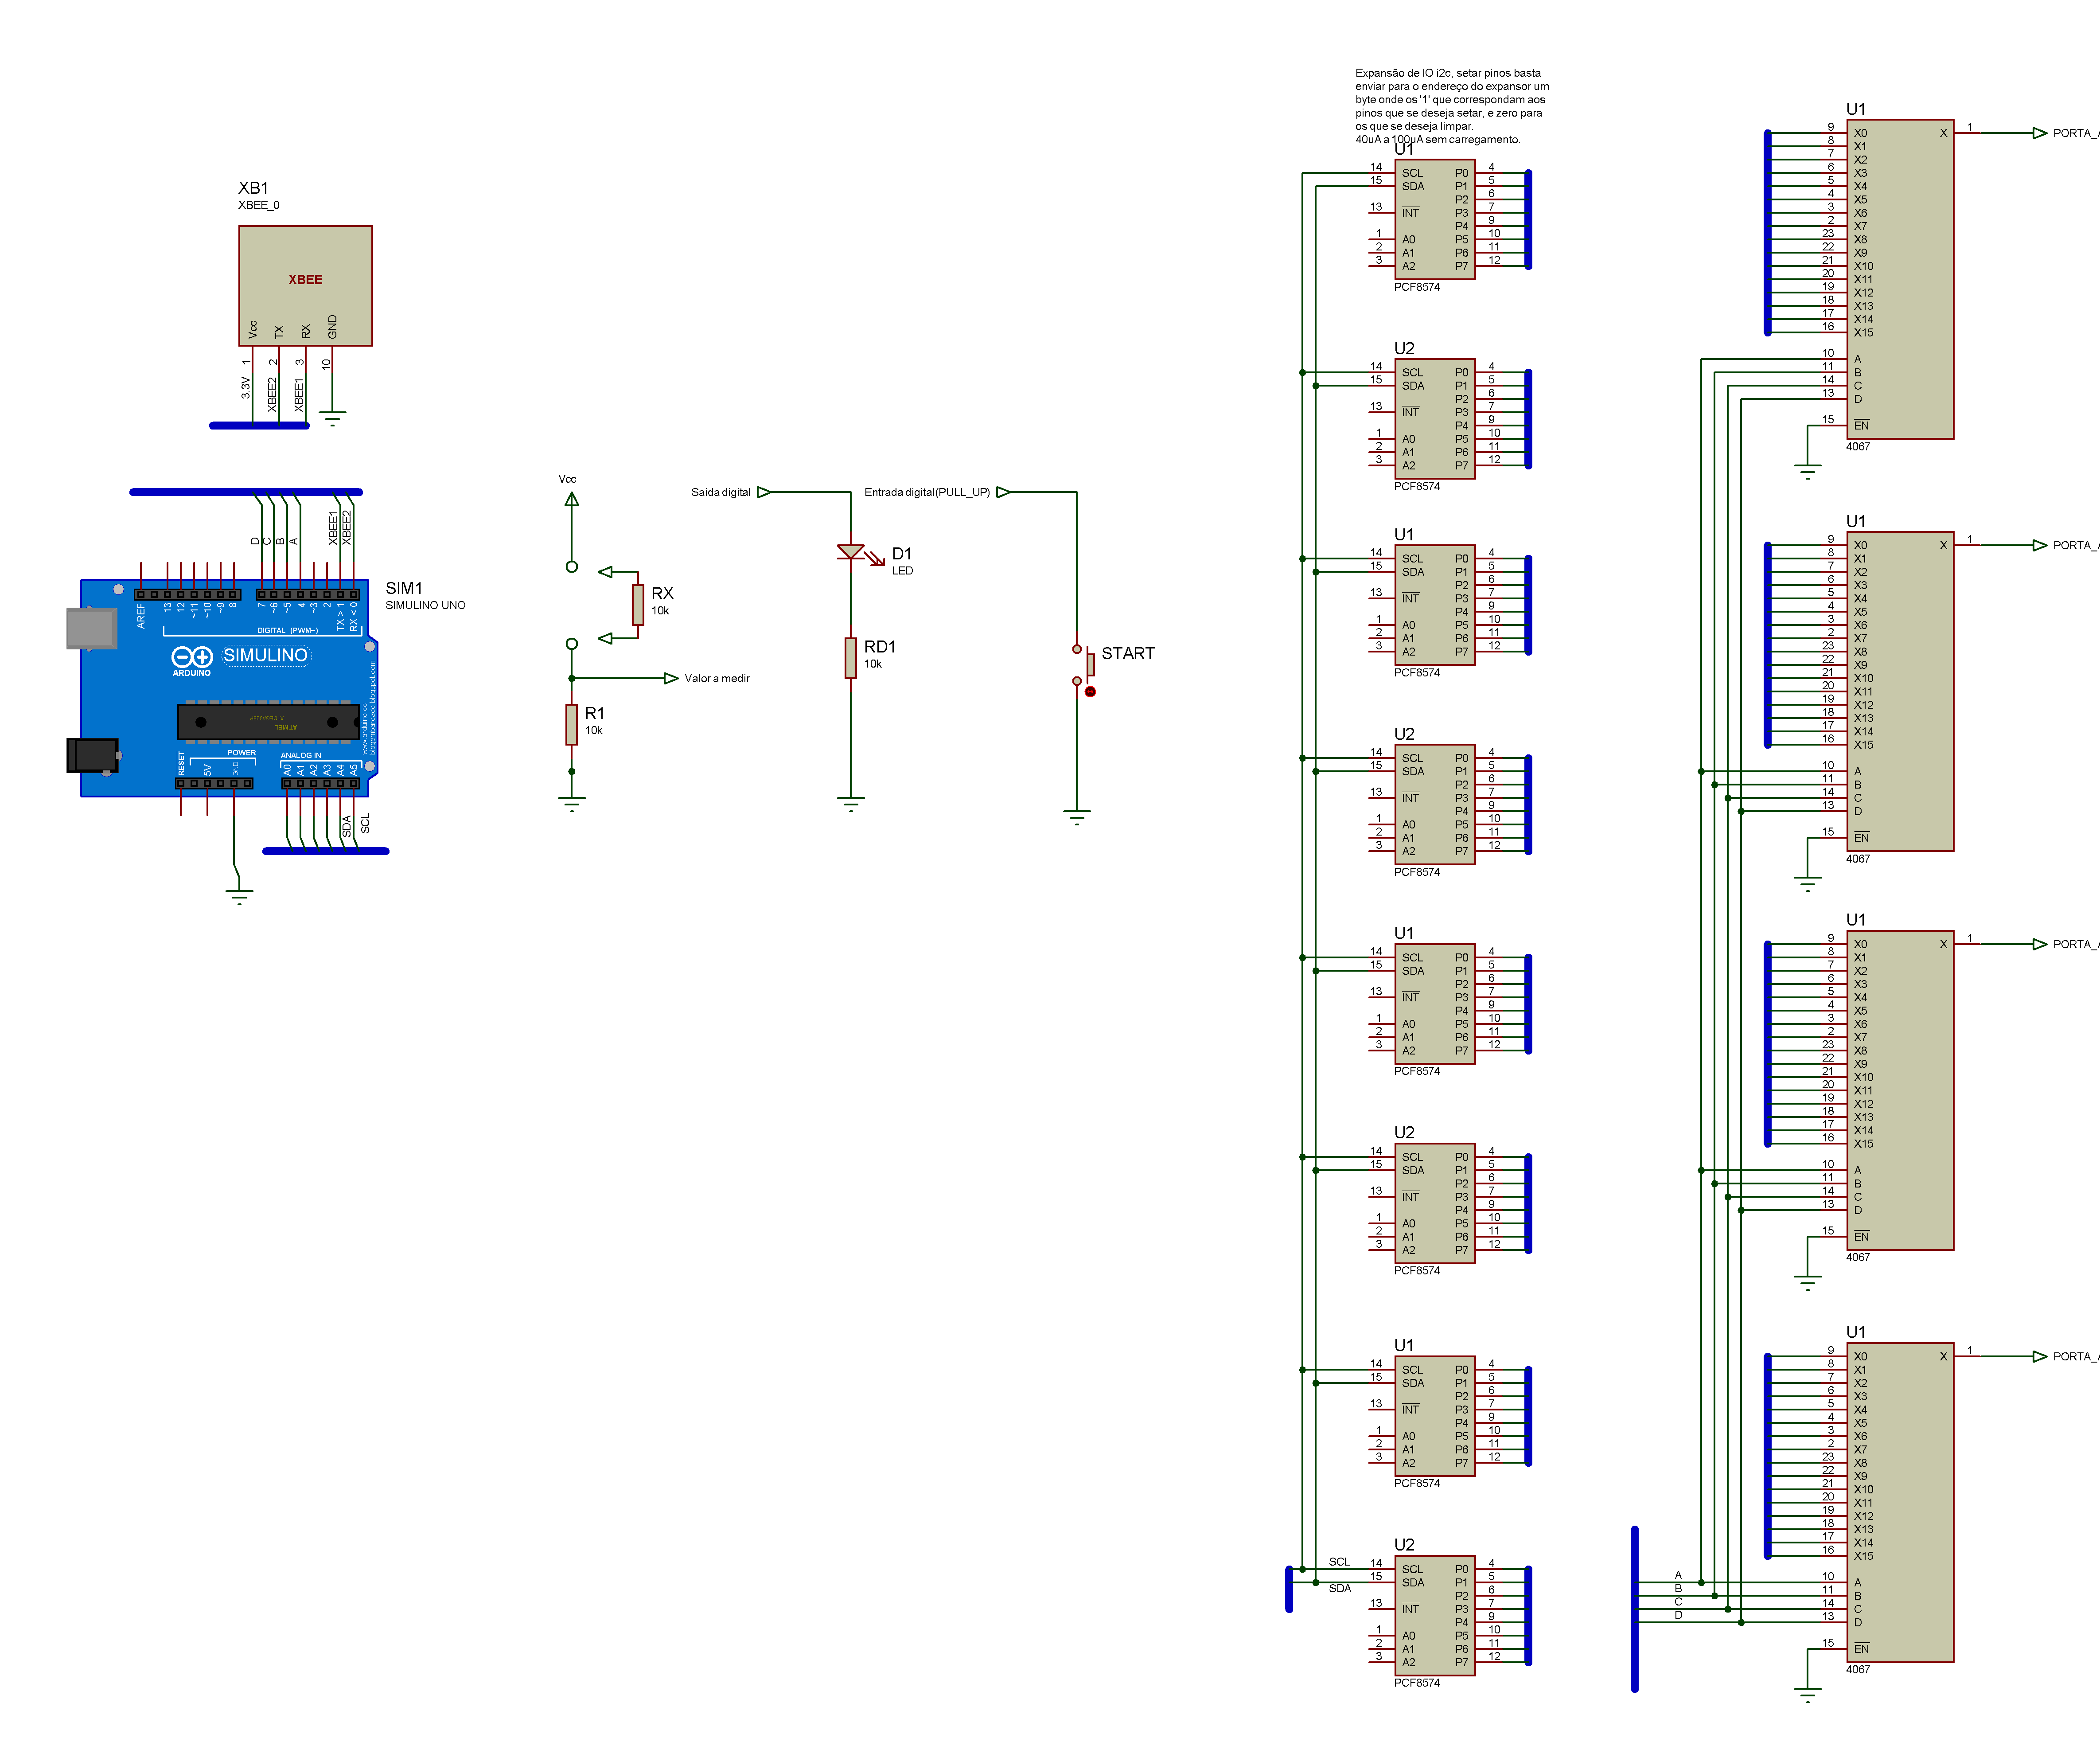 Expansão de IO i2c, setar pinos basta
enviar para o endereço do expansor um
byte onde os '1' que correspondam aos
pinos que se deseja setar, e zero para
os que se deseja limpar.
40uA a 100uA sem carregamento.
XB1
XBEE_0
XBEE
Vcc TX RX GND
1 2 3 10
3.3V XBEE2 XBEE1
D C B A XBEE1 XBEE2
SIM1
SIMULINO UNO
AREF 13 12 ~11 ~10 ~9 8 7 ~6 ~5 4 ~3 2 TX > 1 RX < 0
DIGITAL (PWM~)
SIMULINO
ARDUINO
www.arduino.cc
blogembarcado.blogspot.com
ATMEGA328P
ATMEL
RESET 5V GND
POWER
ANALOG IN
A0 A1 A2 A3 A4 A5
SDA SCL
Vcc
RX
10k
Valor a medir
R1
10k
Saida digital
D1
LED
RD1
10k
Entrada digital(PULL_UP)
START
U1
14 SCL P0 4
15 SDA P1 5
P2 6
13 INT P3 7
P4 9
1 A0 P5 10
2 A1 P6 11
3 A2 P7 12
PCF8574
U2
14 SCL P0 4
15 SDA P1 5
P2 6
13 INT P3 7
P4 9
1 A0 P5 10
2 A1 P6 11
3 A2 P7 12
PCF8574
U1
14 SCL P0 4
15 SDA P1 5
P2 6
13 INT P3 7
P4 9
1 A0 P5 10
2 A1 P6 11
3 A2 P7 12
PCF8574
U2
14 SCL P0 4
15 SDA P1 5
P2 6
13 INT P3 7
P4 9
1 A0 P5 10
2 A1 P6 11
3 A2 P7 12
PCF8574
U1
14 SCL P0 4
15 SDA P1 5
P2 6
13 INT P3 7
P4 9
1 A0 P5 10
2 A1 P6 11
3 A2 P7 12
PCF8574
U2
14 SCL P0 4
15 SDA P1 5
P2 6
13 INT P3 7
P4 9
1 A0 P5 10
2 A1 P6 11
3 A2 P7 12
PCF8574
U1
14 SCL P0 4
15 SDA P1 5
P2 6
13 INT P3 7
P4 9
1 A0 P5 10
2 A1 P6 11
3 A2 P7 12
PCF8574
U2
SCL 14 SCL P0 4
SDA 15 SDA P1 5
P2 6
13 INT P3 7
P4 9
1 A0 P5 10
2 A1 P6 11
3 A2 P7 12
PCF8574
U1
9 X0 X 1 PORTA_A
8 X1
7 X2
6 X3
5 X4
4 X5
3 X6
2 X7
23 X8
22 X9
21 X10
20 X11
19 X12
18 X13
17 X14
16 X15
10 A
11 B
14 C
13 D
15 EN
4067
U1
9 X0 X 1 PORTA_A
8 X1
7 X2
6 X3
5 X4
4 X5
3 X6
2 X7
23 X8
22 X9
21 X10
20 X11
19 X12
18 X13
17 X14
16 X15
10 A
11 B
14 C
13 D
15 EN
4067
U1
9 X0 X 1 PORTA_A
8 X1
7 X2
6 X3
5 X4
4 X5
3 X6
2 X7
23 X8
22 X9
21 X10
20 X11
19 X12
18 X13
17 X14
16 X15
10 A
11 B
14 C
13 D
15 EN
4067
U1
9 X0 X 1 PORTA_A
8 X1
7 X2
6 X3
5 X4
4 X5
3 X6
2 X7
23 X8
22 X9
21 X10
20 X11
19 X12
18 X13
17 X14
16 X15
A 10 A
B 11 B
C 14 C
D 13 D
15 EN
4067